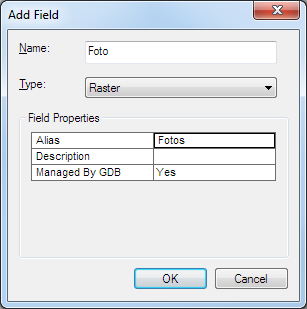 Add Field
Name: Foto
Type: Raster
Field Properties
Alias Fotos
Description
Managed By GDB Yes
OK Cancel